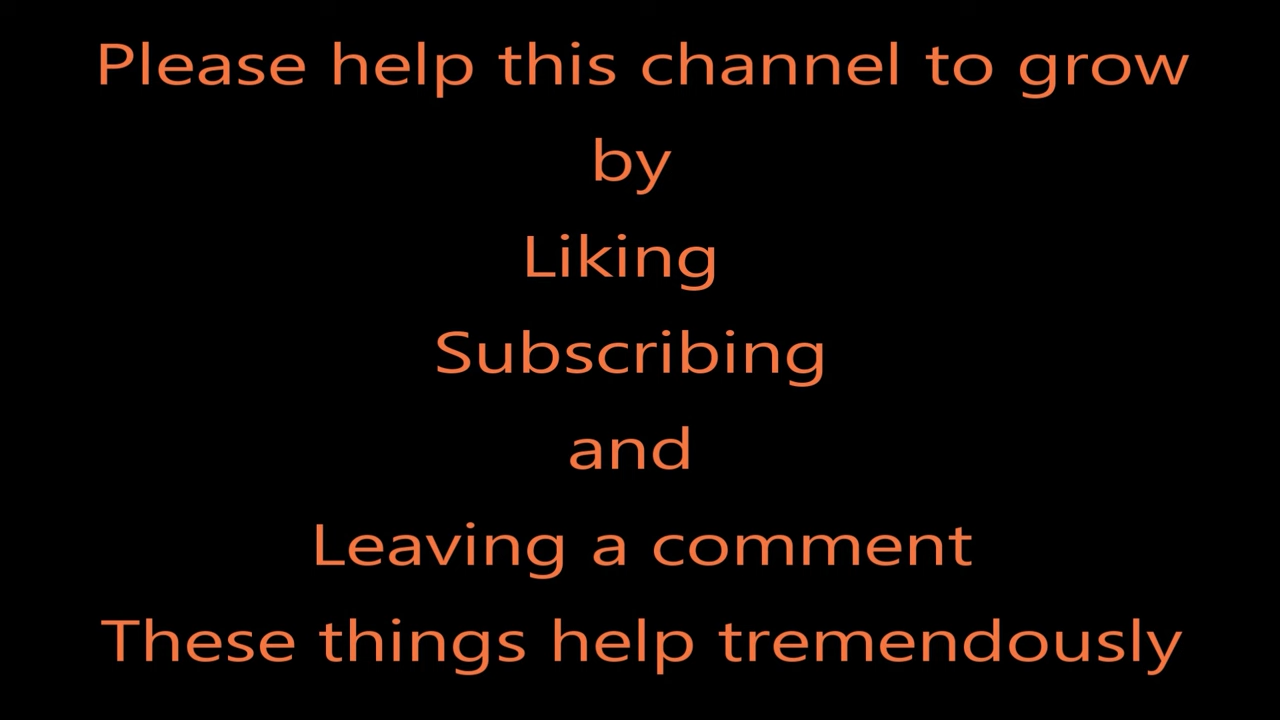 Please help this channel to grow
by
Liking
Subscribing
and
Leaving a comment
These things help tremendously